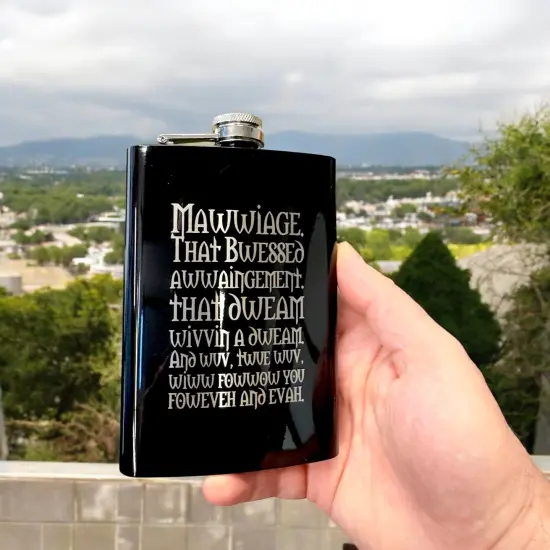 Mawwiage.
That Bwessed
awwaingement.
that dweam
wivvin a dweam.
And wuv, twue wuv,
wiww fowwow you
foweveh and evah.